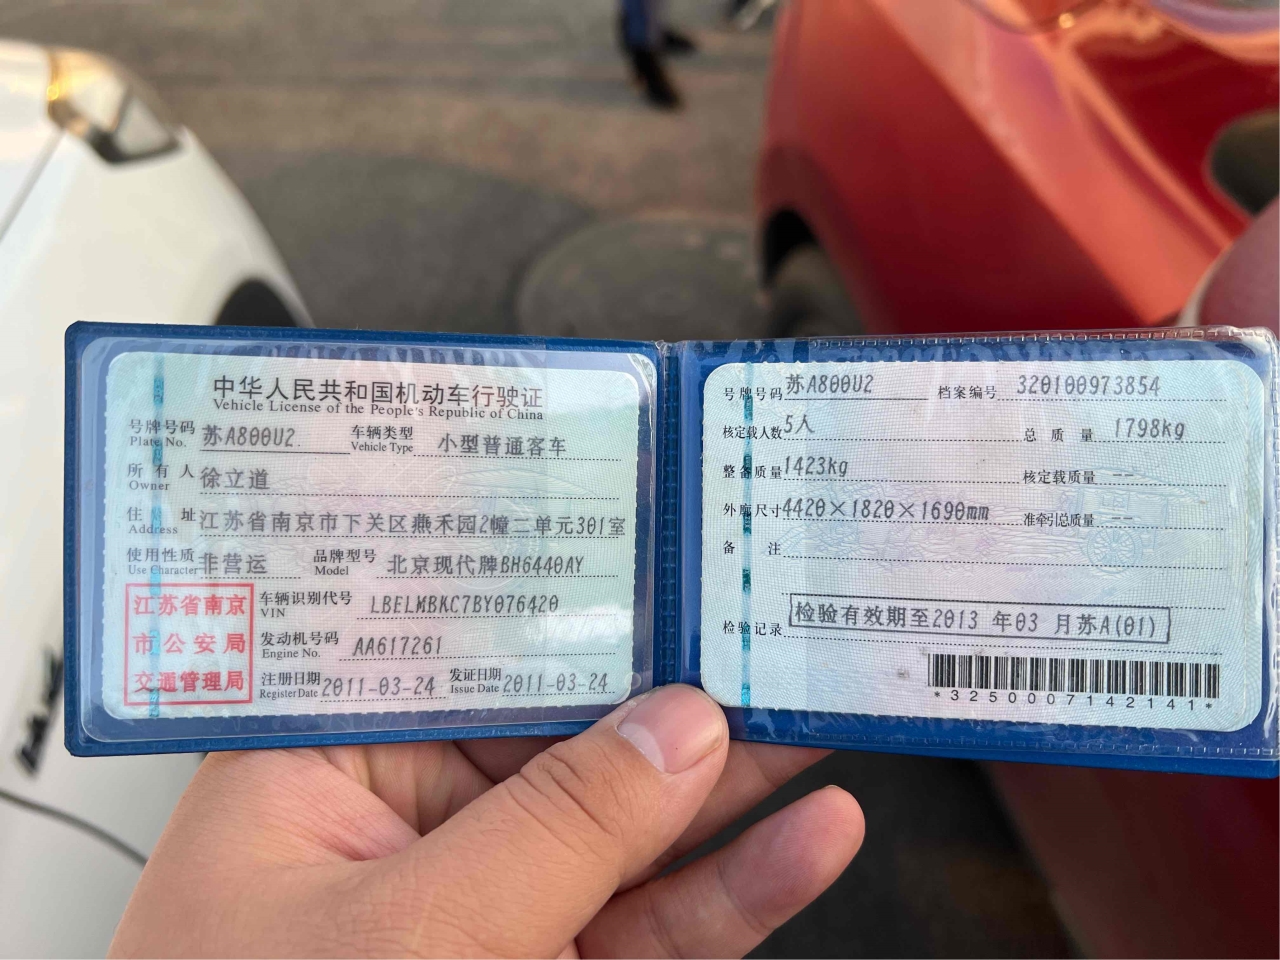 中华人民共和国机动车行驶证
Vehicle License of the People's Republic of China
号牌号码 苏A800U2 车辆类型 小型普通客车
Plate No. Vehicle Type
所有人 徐立道
Owner
住址 江苏省南京市下关区燕禾园2幢二单元301室
Address
使用性质 非营运 品牌型号 北京现代牌BH6440AY
Use Character Model
江苏省南京
市公安局
交通管理局
车辆识别代号 LBELMBKC7BY076420
VIN
发动机号码 AA617261
Engine No.
注册日期 2011-03-24 发证日期 2011-03-24
Register Date Issue Date
号牌号码 苏A800U2 档案编号 320100973854
核定载人数 5人 总质量 1798kg
整备质量 1423kg 核定载质量 --
外廓尺寸 4420×1820×1690mm 准牵引总质量 --
备注
检验记录 检验有效期至2013 年03 月苏A(01)
*3250007142141*